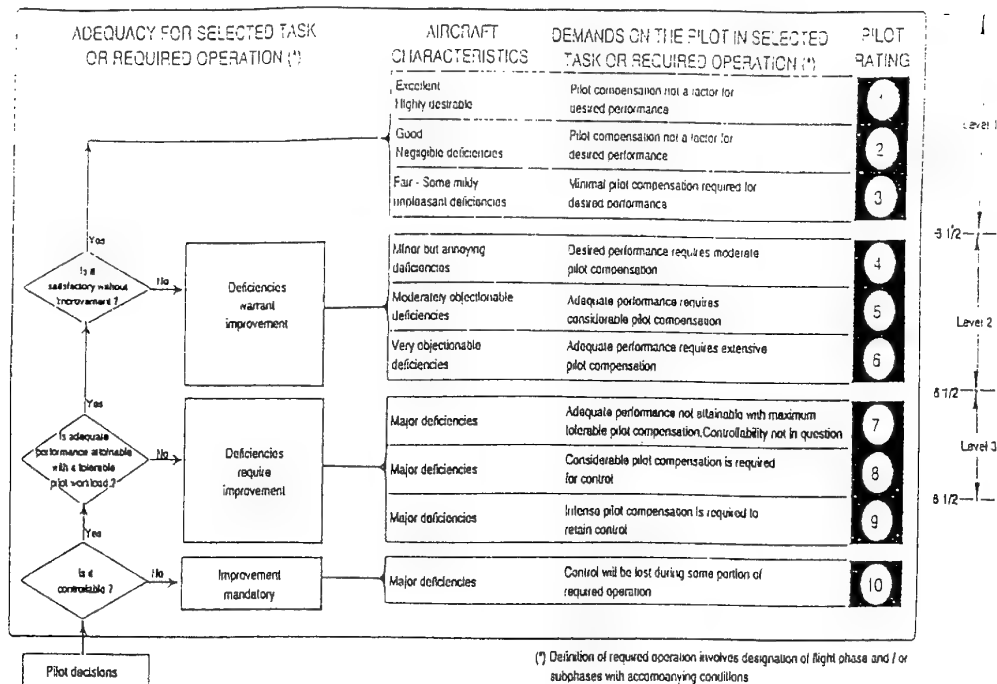 ADEQUACY FOR SELECTED TASK
OR REQUIRED OPERATION (*)
AIRCRAFT
CHARACTERISTICS
DEMANDS ON THE PILOT IN SELECTED
TASK OR REQUIRED OPERATION (*)
PILOT
RATING
Excellent
Highly desirable
Pilot compensation not a factor for
desired performance
1
Good
Negligible deficiencies
Pilot compensation not a factor for
desired performance
2
Fair - Some mildly
unpleasant deficiencies
Minimal pilot compensation required for
desired performance
3
Level 1
3 1/2
Yes
Is it
satisfactory without
improvement ?
No
Deficiencies
warrant
improvement
Minor but annoying
deficiencies
Desired performance requires moderate
pilot compensation
4
Moderately objectionable
deficiencies
Adequate performance requires
considerable pilot compensation
5
Very objectionable
deficiencies
Adequate performance requires extensive
pilot compensation
6
Level 2
6 1/2
Yes
Is adequate
performance attainable
with a tolerable
pilot workload ?
No
Deficiencies
require
improvement
Major deficiencies
Adequate performance not attainable with maximum
tolerable pilot compensation. Controllability not in question
7
Major deficiencies
Considerable pilot compensation is required
for control
8
Major deficiencies
Intense pilot compensation is required to
retain control
9
Level 3
1/2
Yes
Is it
controllable ?
No
Improvement
mandatory
Major deficiencies
Control will be lost during some portion of
required operation
10
Pilot decisions
(*) Definition of required operation involves designation of flight phase and / or
subphases with accompanying conditions